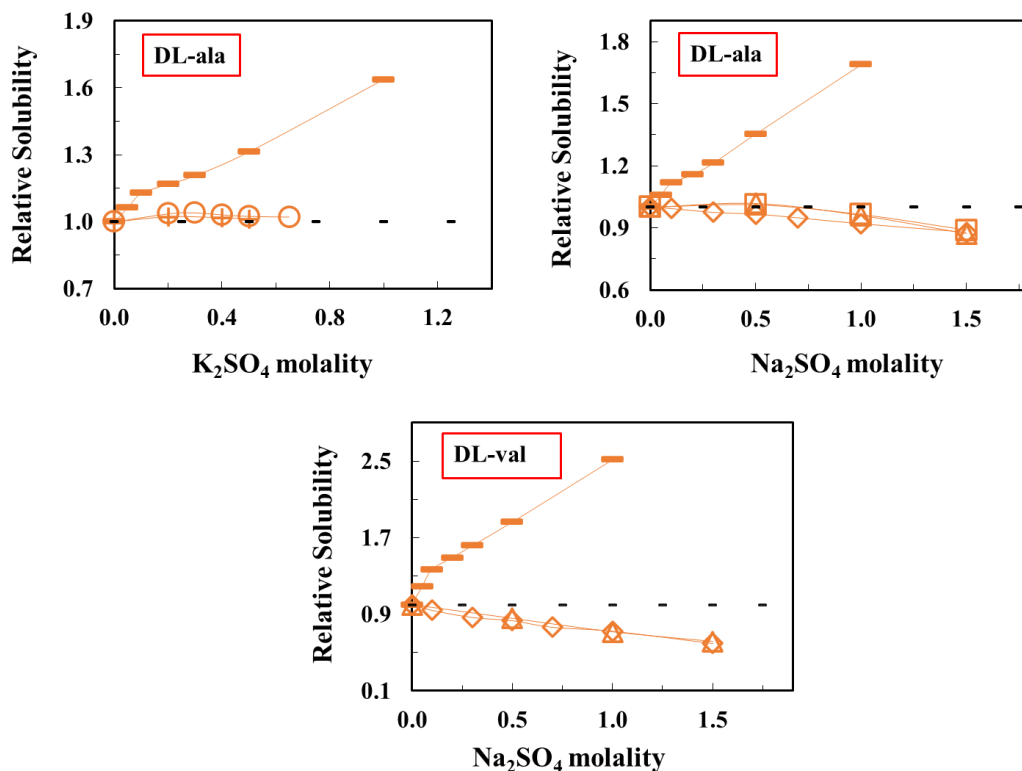 DL-ala
Relative Solubility
1.9
1.6
1.3
1.0
0.7
0.0
0.4
0.8
1.2
K₂SO₄ molality
DL-ala
Relative Solubility
1.8
1.5
1.2
0.9
0.6
0.0
0.5
1.0
1.5
Na₂SO₄ molality
DL-val
Relative Solubility
2.5
1.7
0.9
0.1
0.0
0.5
1.0
1.5
Na₂SO₄ molality